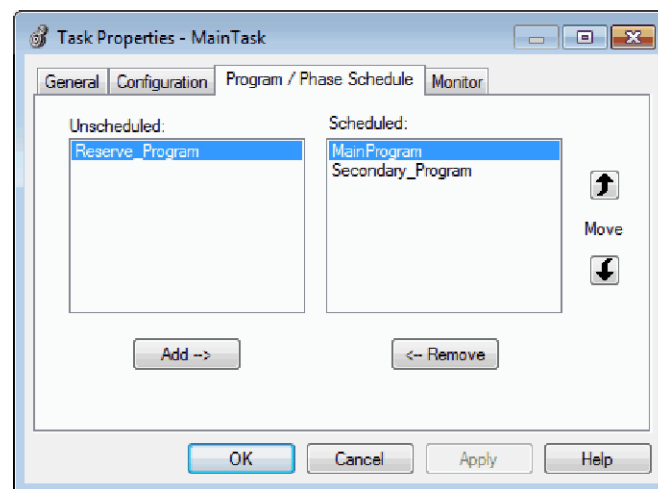 Task Properties - MainTask
General Configuration Program / Phase Schedule Monitor
Unscheduled: Scheduled:
Reserve_Program MainProgram
Secondary_Program
Move
Add --> <-- Remove
OK Cancel Apply Help